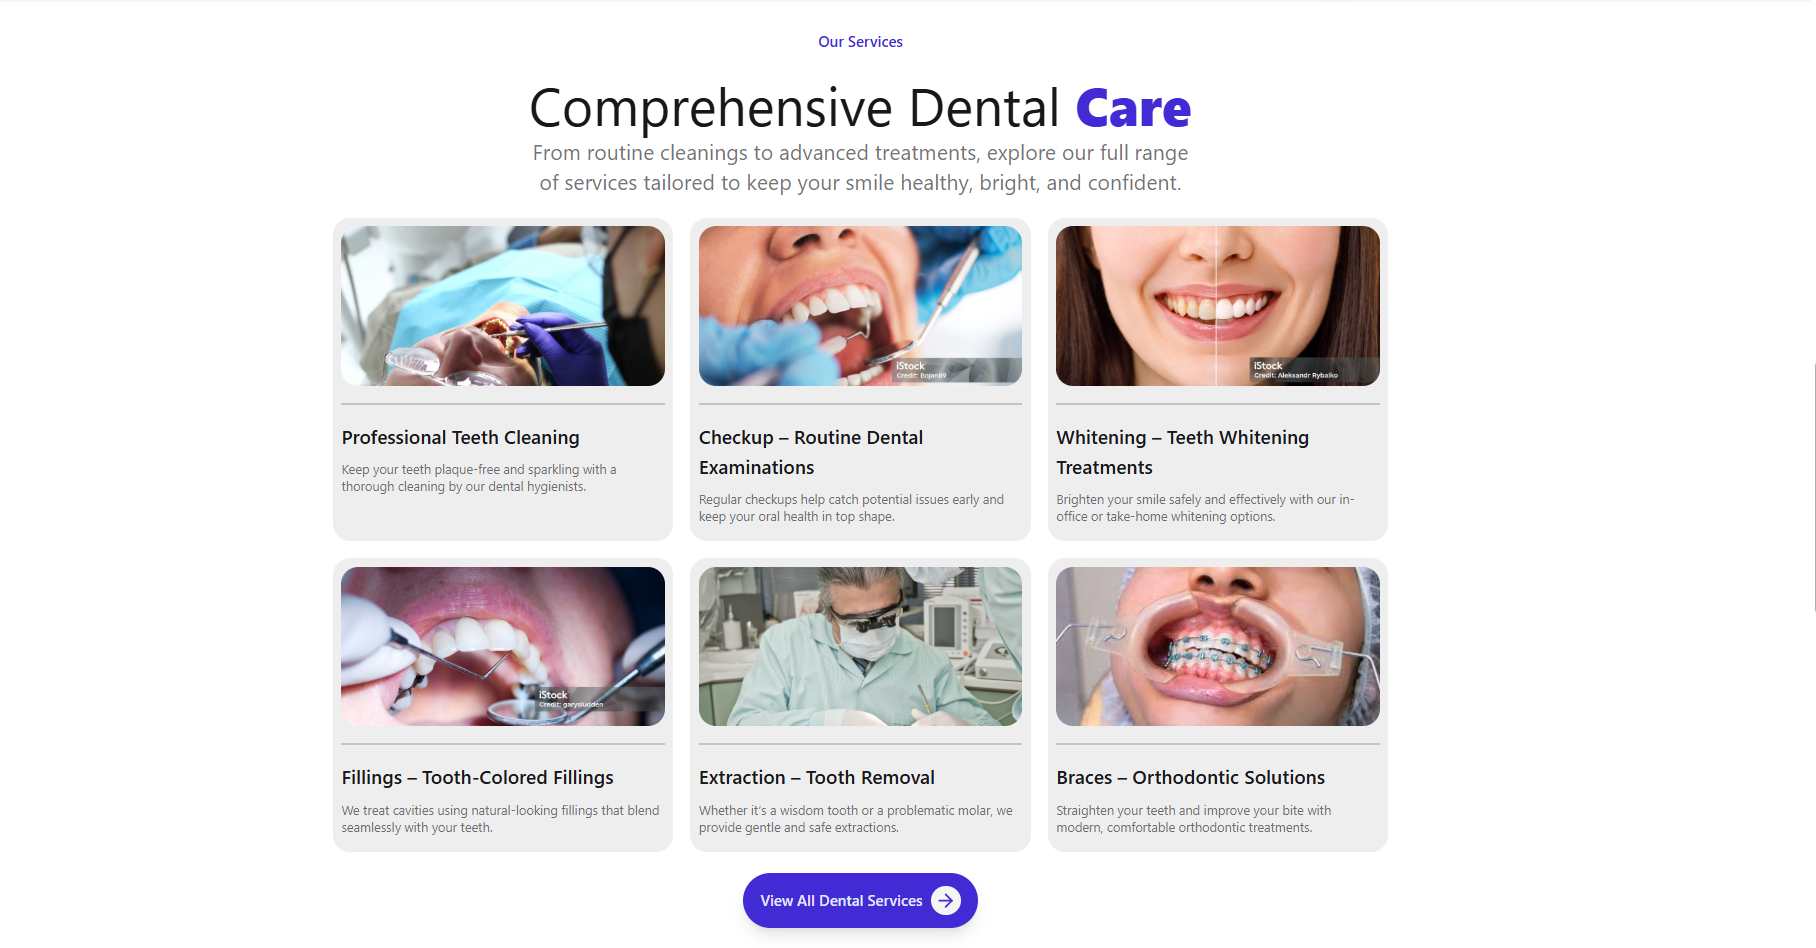 Our Services
Comprehensive Dental Care
From routine cleanings to advanced treatments, explore our full range
of services tailored to keep your smile healthy, bright, and confident.
iStock
Credit: Bojan89
iStock
Credit: Aleksandr Rybalko
Professional Teeth Cleaning
Keep your teeth plaque-free and sparkling with a
thorough cleaning by our dental hygienists.
Checkup – Routine Dental
Examinations
Regular checkups help catch potential issues early and
keep your oral health in top shape.
Whitening – Teeth Whitening
Treatments
Brighten your smile safely and effectively with our in-
office or take-home whitening options.
iStock
Credit: garysludden
Fillings – Tooth-Colored Fillings
We treat cavities using natural-looking fillings that blend
seamlessly with your teeth.
Extraction – Tooth Removal
Whether it’s a wisdom tooth or a problematic molar, we
provide gentle and safe extractions.
Braces – Orthodontic Solutions
Straighten your teeth and improve your bite with
modern, comfortable orthodontic treatments.
View All Dental Services